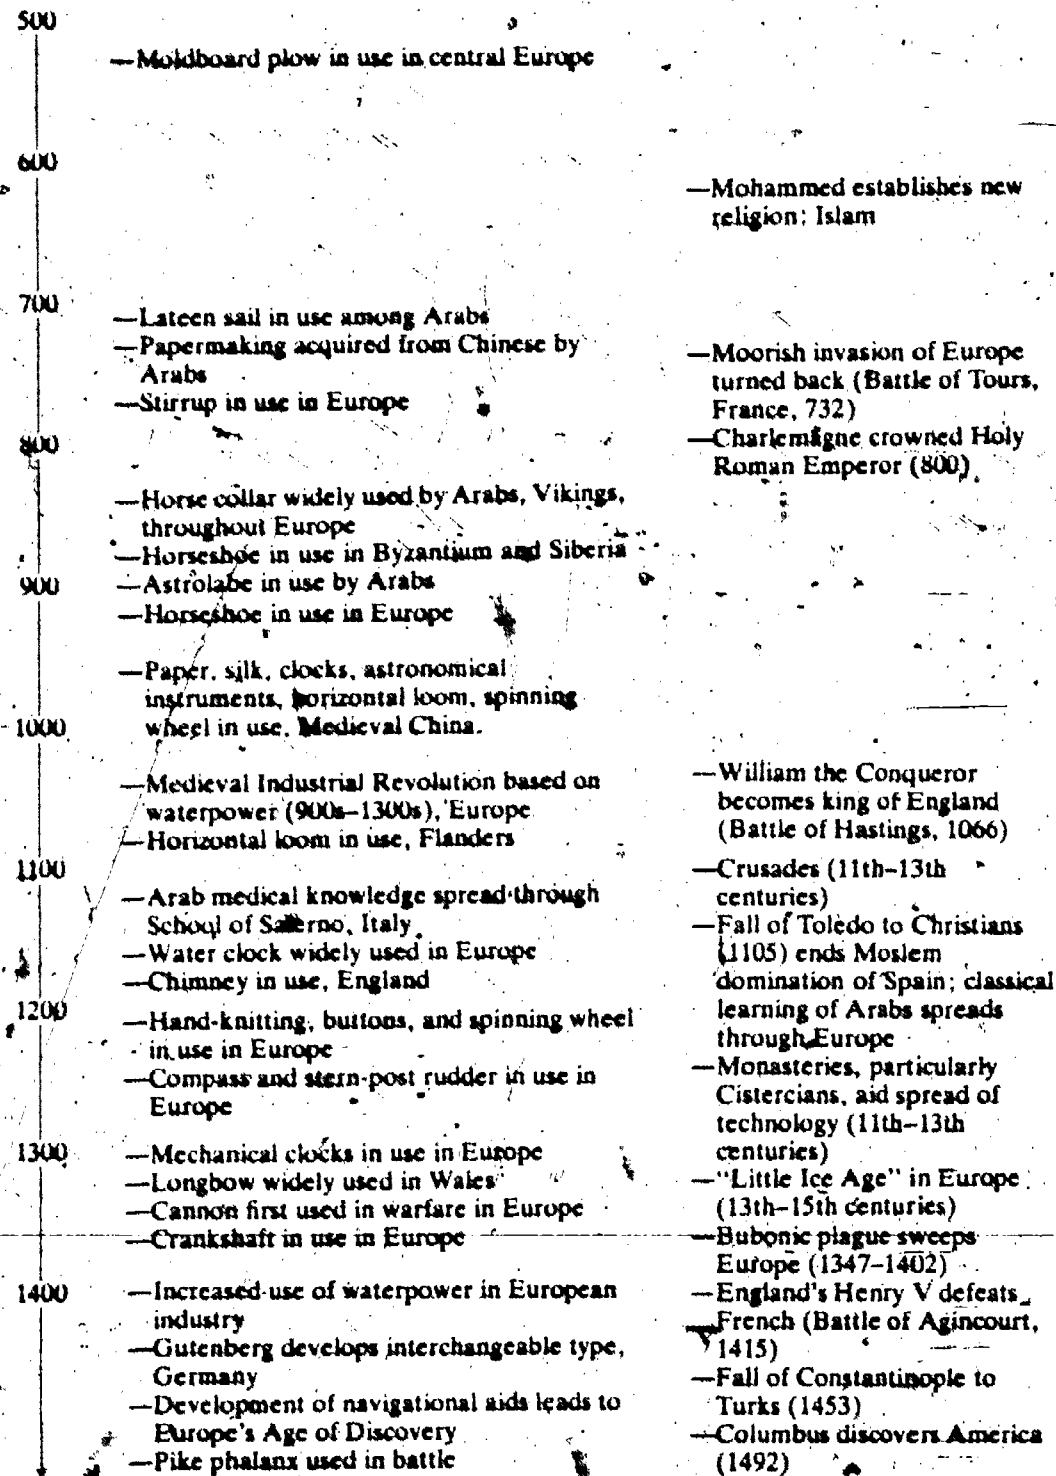 500
—Moldboard plow in use in central Europe
600
—Mohammed establishes new
religion: Islam
700
—Lateen sail in use among Arabs
—Papermaking acquired from Chinese by
Arabs
—Stirrup in use in Europe
—Moorish invasion of Europe
turned back (Battle of Tours,
France, 732)
800
—Charlemagne crowned Holy
Roman Emperor (800)
—Horse collar widely used by Arabs, Vikings,
throughout Europe
—Horseshoe in use in Byzantium and Siberia
900
—Astrolabe in use by Arabs
—Horseshoe in use in Europe
—Paper, silk, clocks, astronomical
instruments, horizontal loom, spinning
wheel in use, Medieval China.
1000
—Medieval Industrial Revolution based on
waterpower (900s–1300s), Europe
—Horizontal loom in use, Flanders
—William the Conqueror
becomes king of England
(Battle of Hastings, 1066)
1100
—Arab medical knowledge spread through
School of Salerno, Italy
—Water clock widely used in Europe
—Chimney in use, England
—Crusades (11th–13th
centuries)
—Fall of Toledo to Christians
(1105) ends Moslem
domination of Spain; classical
learning of Arabs spreads
through Europe
1200
—Hand-knitting, buttons, and spinning wheel
in use in Europe
—Compass and stern-post rudder in use in
Europe
—Monasteries, particularly
Cistercians, aid spread of
technology (11th–13th
centuries)
1300
—Mechanical clocks in use in Europe
—Longbow widely used in Wales
—Cannon first used in warfare in Europe
—Crankshaft in use in Europe
—"Little Ice Age" in Europe
(13th–15th centuries)
—Bubonic plague sweeps
Europe (1347–1402)
1400
—Increased use of waterpower in European
industry
—Gutenberg develops interchangeable type,
Germany
—Development of navigational aids leads to
Europe's Age of Discovery
—Pike phalanx used in battle
—England's Henry V defeats
French (Battle of Agincourt,
1415)
—Fall of Constantinople to
Turks (1453)
—Columbus discovers America
(1492)